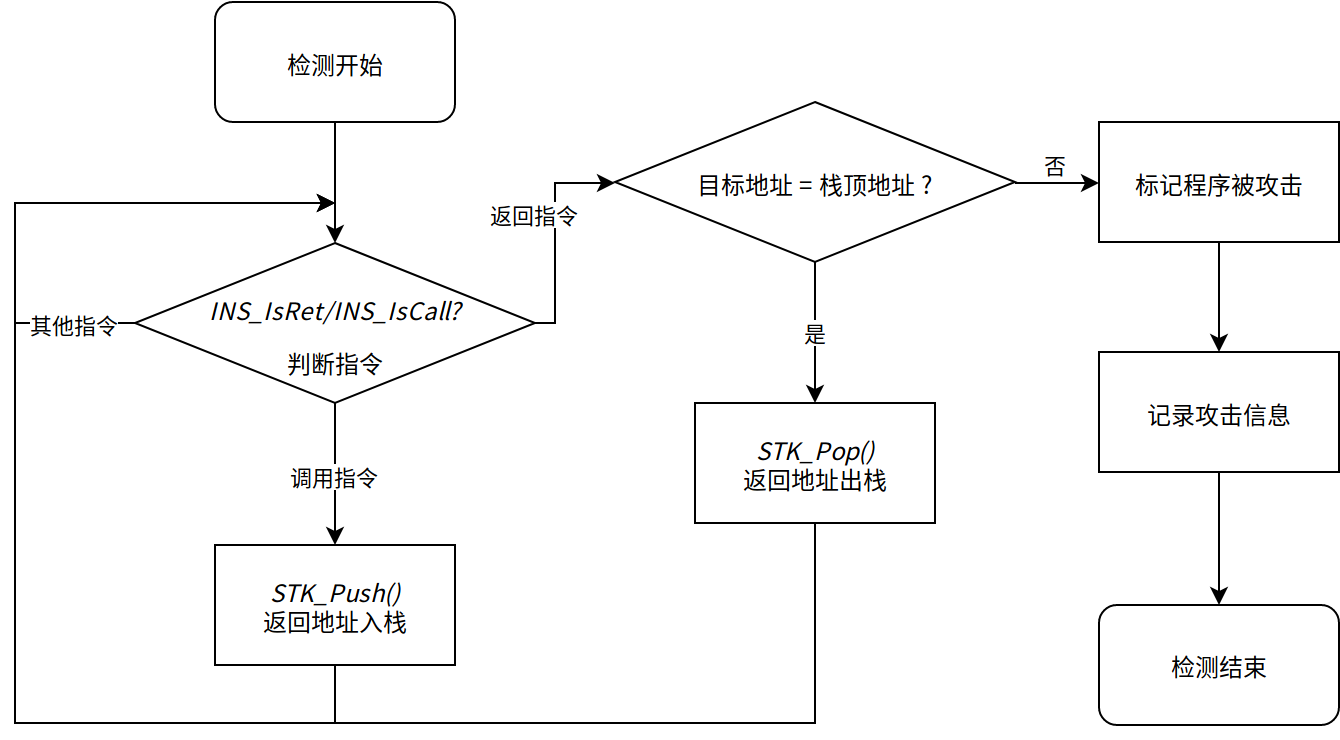 检测开始
INS_IsRet/INS_IsCall?
判断指令
其他指令
调用指令
STK_Push()
返回地址入栈
返回指令
目标地址 = 栈顶地址？
是
STK_Pop()
返回地址出栈
否
标记程序被攻击
记录攻击信息
检测结束